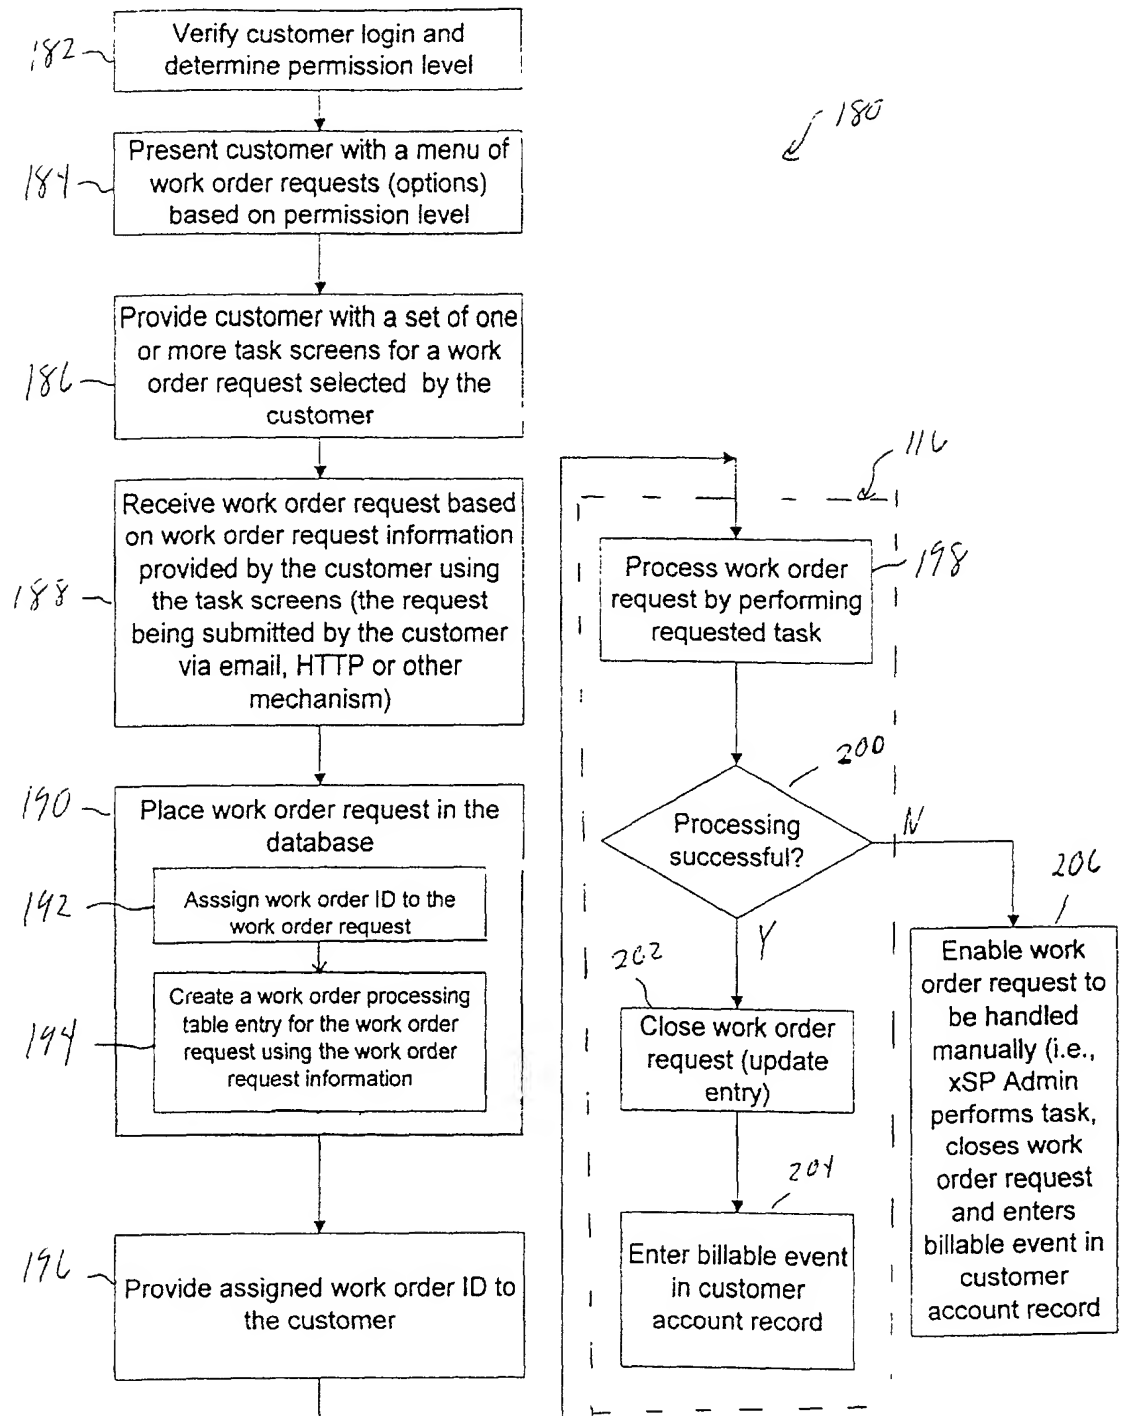 182
Verify customer login and
determine permission level
180
184
Present customer with a menu of
work order requests (options)
based on permission level
186
Provide customer with a set of one
or more task screens for a work
order request selected by the
customer
188
Receive work order request based
on work order request information
provided by the customer using
the task screens (the request
being submitted by the customer
via email, HTTP or other
mechanism)
190
Place work order request in the
database
192
Asssign work order ID to the
work order request
194
Create a work order processing
table entry for the work order
request using the work order
request information
196
Provide assigned work order ID to
the customer
116
198
Process work order
request by performing
requested task
200
Processing
successful?
N
Y
202
Close work order
request (update
entry)
204
Enter billable event
in customer
account record
206
Enable work
order request to
be handled
manually (i.e.,
xSP Admin
performs task,
closes work
order request
and enters
billable event in
customer
account record